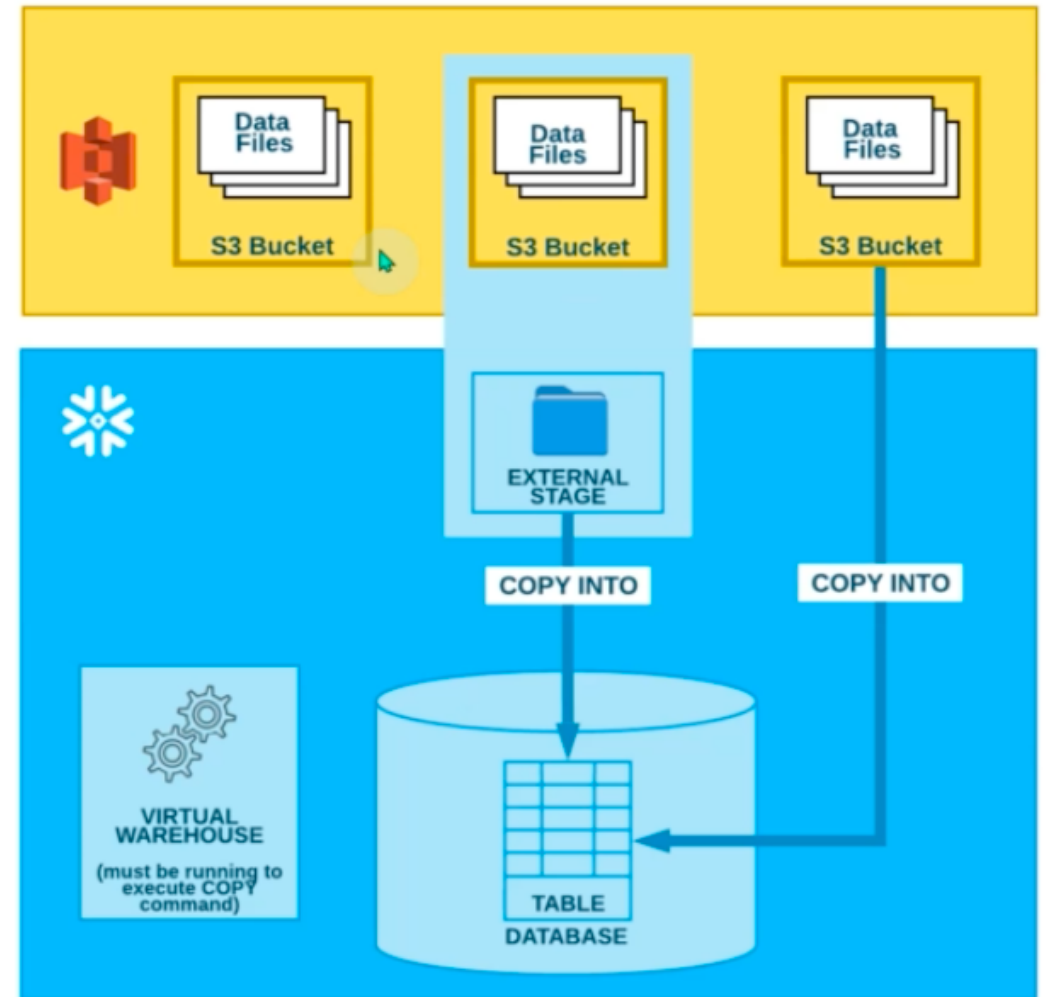 Data
Files
S3 Bucket
Data
Files
S3 Bucket
Data
Files
S3 Bucket
EXTERNAL
STAGE
COPY INTO
COPY INTO
VIRTUAL
WAREHOUSE
(must be running to
execute COPY
command)
TABLE
DATABASE